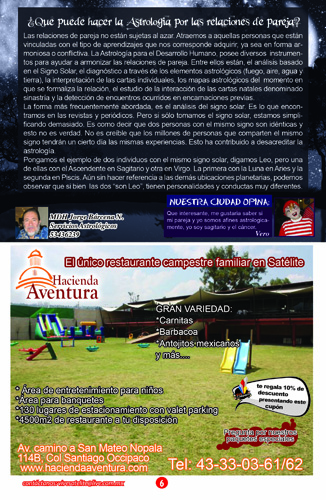 ¿Qué puede hacer la Astrología por las relaciones de pareja?
Las relaciones de pareja no están sujetas al azar. Atraemos a aquellas personas que están
vinculadas con el tipo de aprendizajes que nos corresponde adquirir; ya sea en forma ar-
moniosa o conflictiva. La Astrología para el Desarrollo Humano, posee diversos instrumen-
tos para ayudar a armonizar las relaciones de pareja. Entre ellos están, el análisis basado
en el Signo Solar, el diagnóstico a través de los elementos astrológicos (fuego, aire, agua y
tierra), la interpretación de las cartas individuales, los mapas astrológicos del momento en
que se formaliza la relación, el estudio de la interacción de las cartas natales denominado
sinastría y la detección de encuentros ocurridos en encarnaciones previas.
La forma más frecuentemente abordada, es el análisis del signo solar. Es lo que encontra-
mos en las revistas y periódicos. Pero si sólo tomamos el signo solar, estamos simpli-
ficando demasiado. Es como decir que dos personas con el mismo signo son idénticas y
esto no es verdad. No es creíble que los millones de personas que comparten el mismo
signo tendrán un cierto día las mismas experiencias. Esto ha contribuido a desacreditar la
astrología
Pongamos el ejemplo de dos individuos con el mismo signo solar, digamos Leo, pero una
de ellas con el Ascendente en Sagitario y otra en Virgo. La primera con la Luna en Aries y la
segunda en Piscis. Aún sin hacer referencia a las demás ubicaciones planetarias, podemos
observar que si bien las dos “son Leo”, tienen personalidades y conductas muy diferentes.
MDH Jorge Bárcena N.
Servicios Astrológicos
53436239
NUESTRA CIUDAD OPINA:
Que interesante, me gustaría saber si
mi pareja y yo somos afines astrologica-
mente, yo soy sagitario y el cáncer.
Vero
El único restaurante campestre familiar en Satélite
Hacienda
Aventura
GRAN VARIEDAD:
*Carnitas
*Barbacoa
*Antojitos mexicanos
y más....
* Área de entretenimiento para niños
*Área para banquetes
*130 lugares de estacionamiento con valet parking
*4500m2 de restaurante a tu disposición
te regala 10% de
descuento
presentando este
cupón
Pregunta por nuestros
paquetes especiales
Av. camino a San Mateo Nopala
114B, Col Santiago Occipaco
www.haciendaaventura.com
Tel: 43-33-03-61/62
6